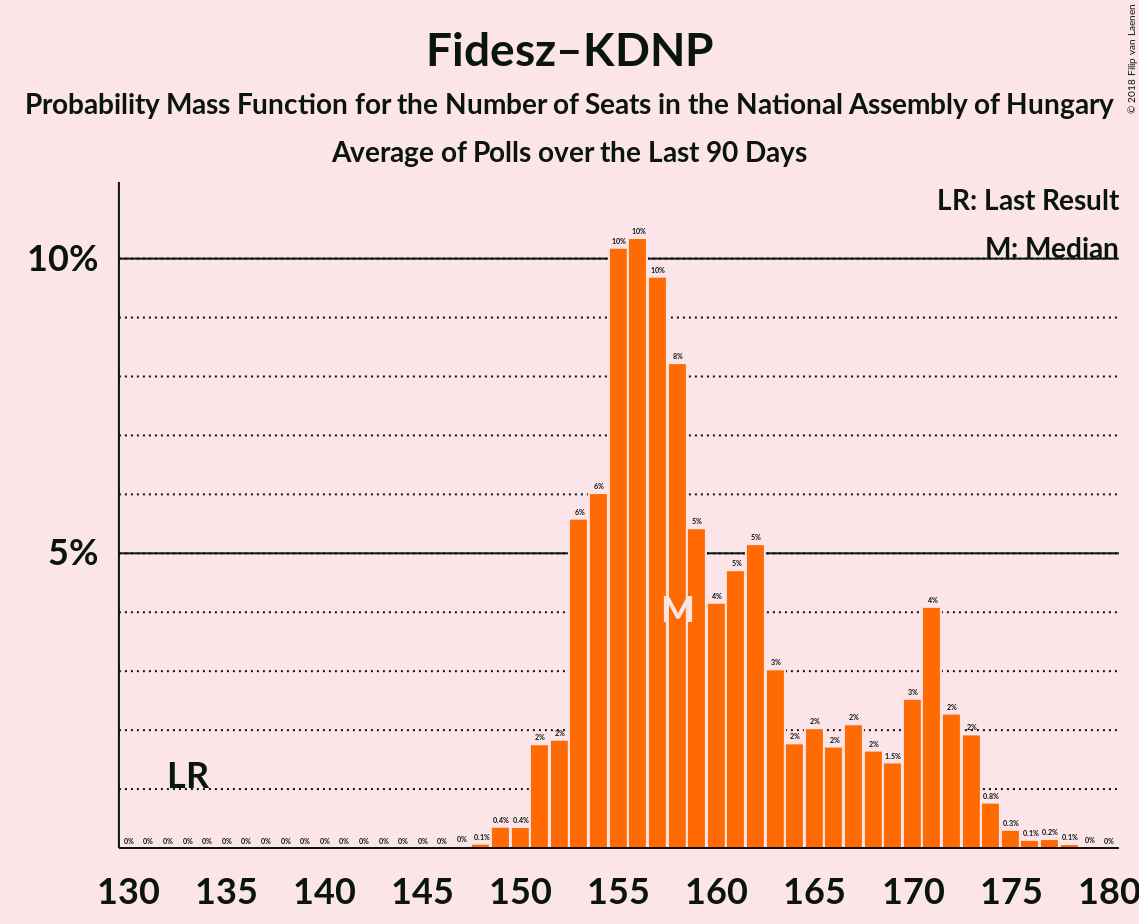 Fidesz–KDNP
Probability Mass Function for the Number of Seats in the National Assembly of Hungary
Average of Polls over the Last 90 Days
© 2018 Filip van Laenen
LR: Last Result
M: Median
10%
5%
0% 0% 0% 0% 0% 0% 0% 0% 0% 0% 0% 0% 0% 0% 0% 0% 0% 0% 0.1% 0.4% 0.4% 2% 2% 6% 6% 10% 10% 10% 8% 5% 4% 5% 5% 3% 2% 2% 2% 2% 2% 1.5% 3% 4% 2% 2% 0.8% 0.3% 0.1% 0.2% 0.1% 0% 0%
M
LR
130 135 140 145 150 155 160 165 170 175 180